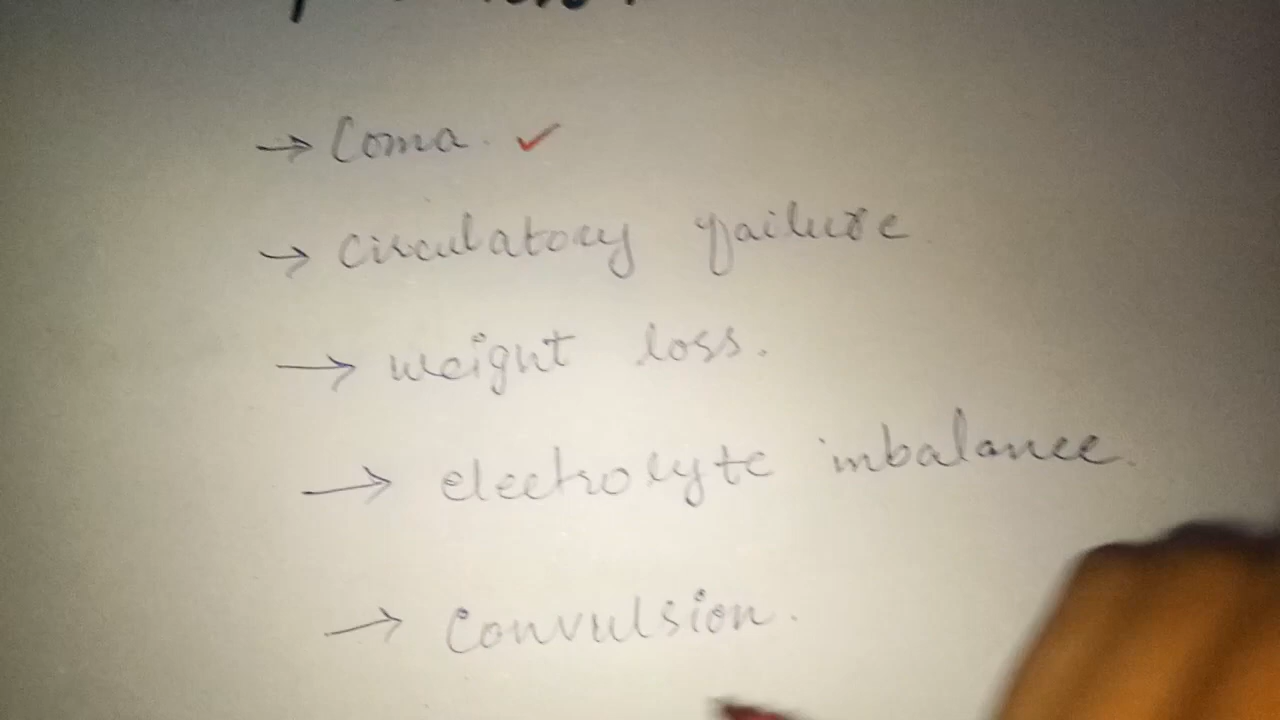 → Coma. ✓
→ Circulatory failure.
→ weight loss.
→ electrolyte imbalance.
→ Convulsion.